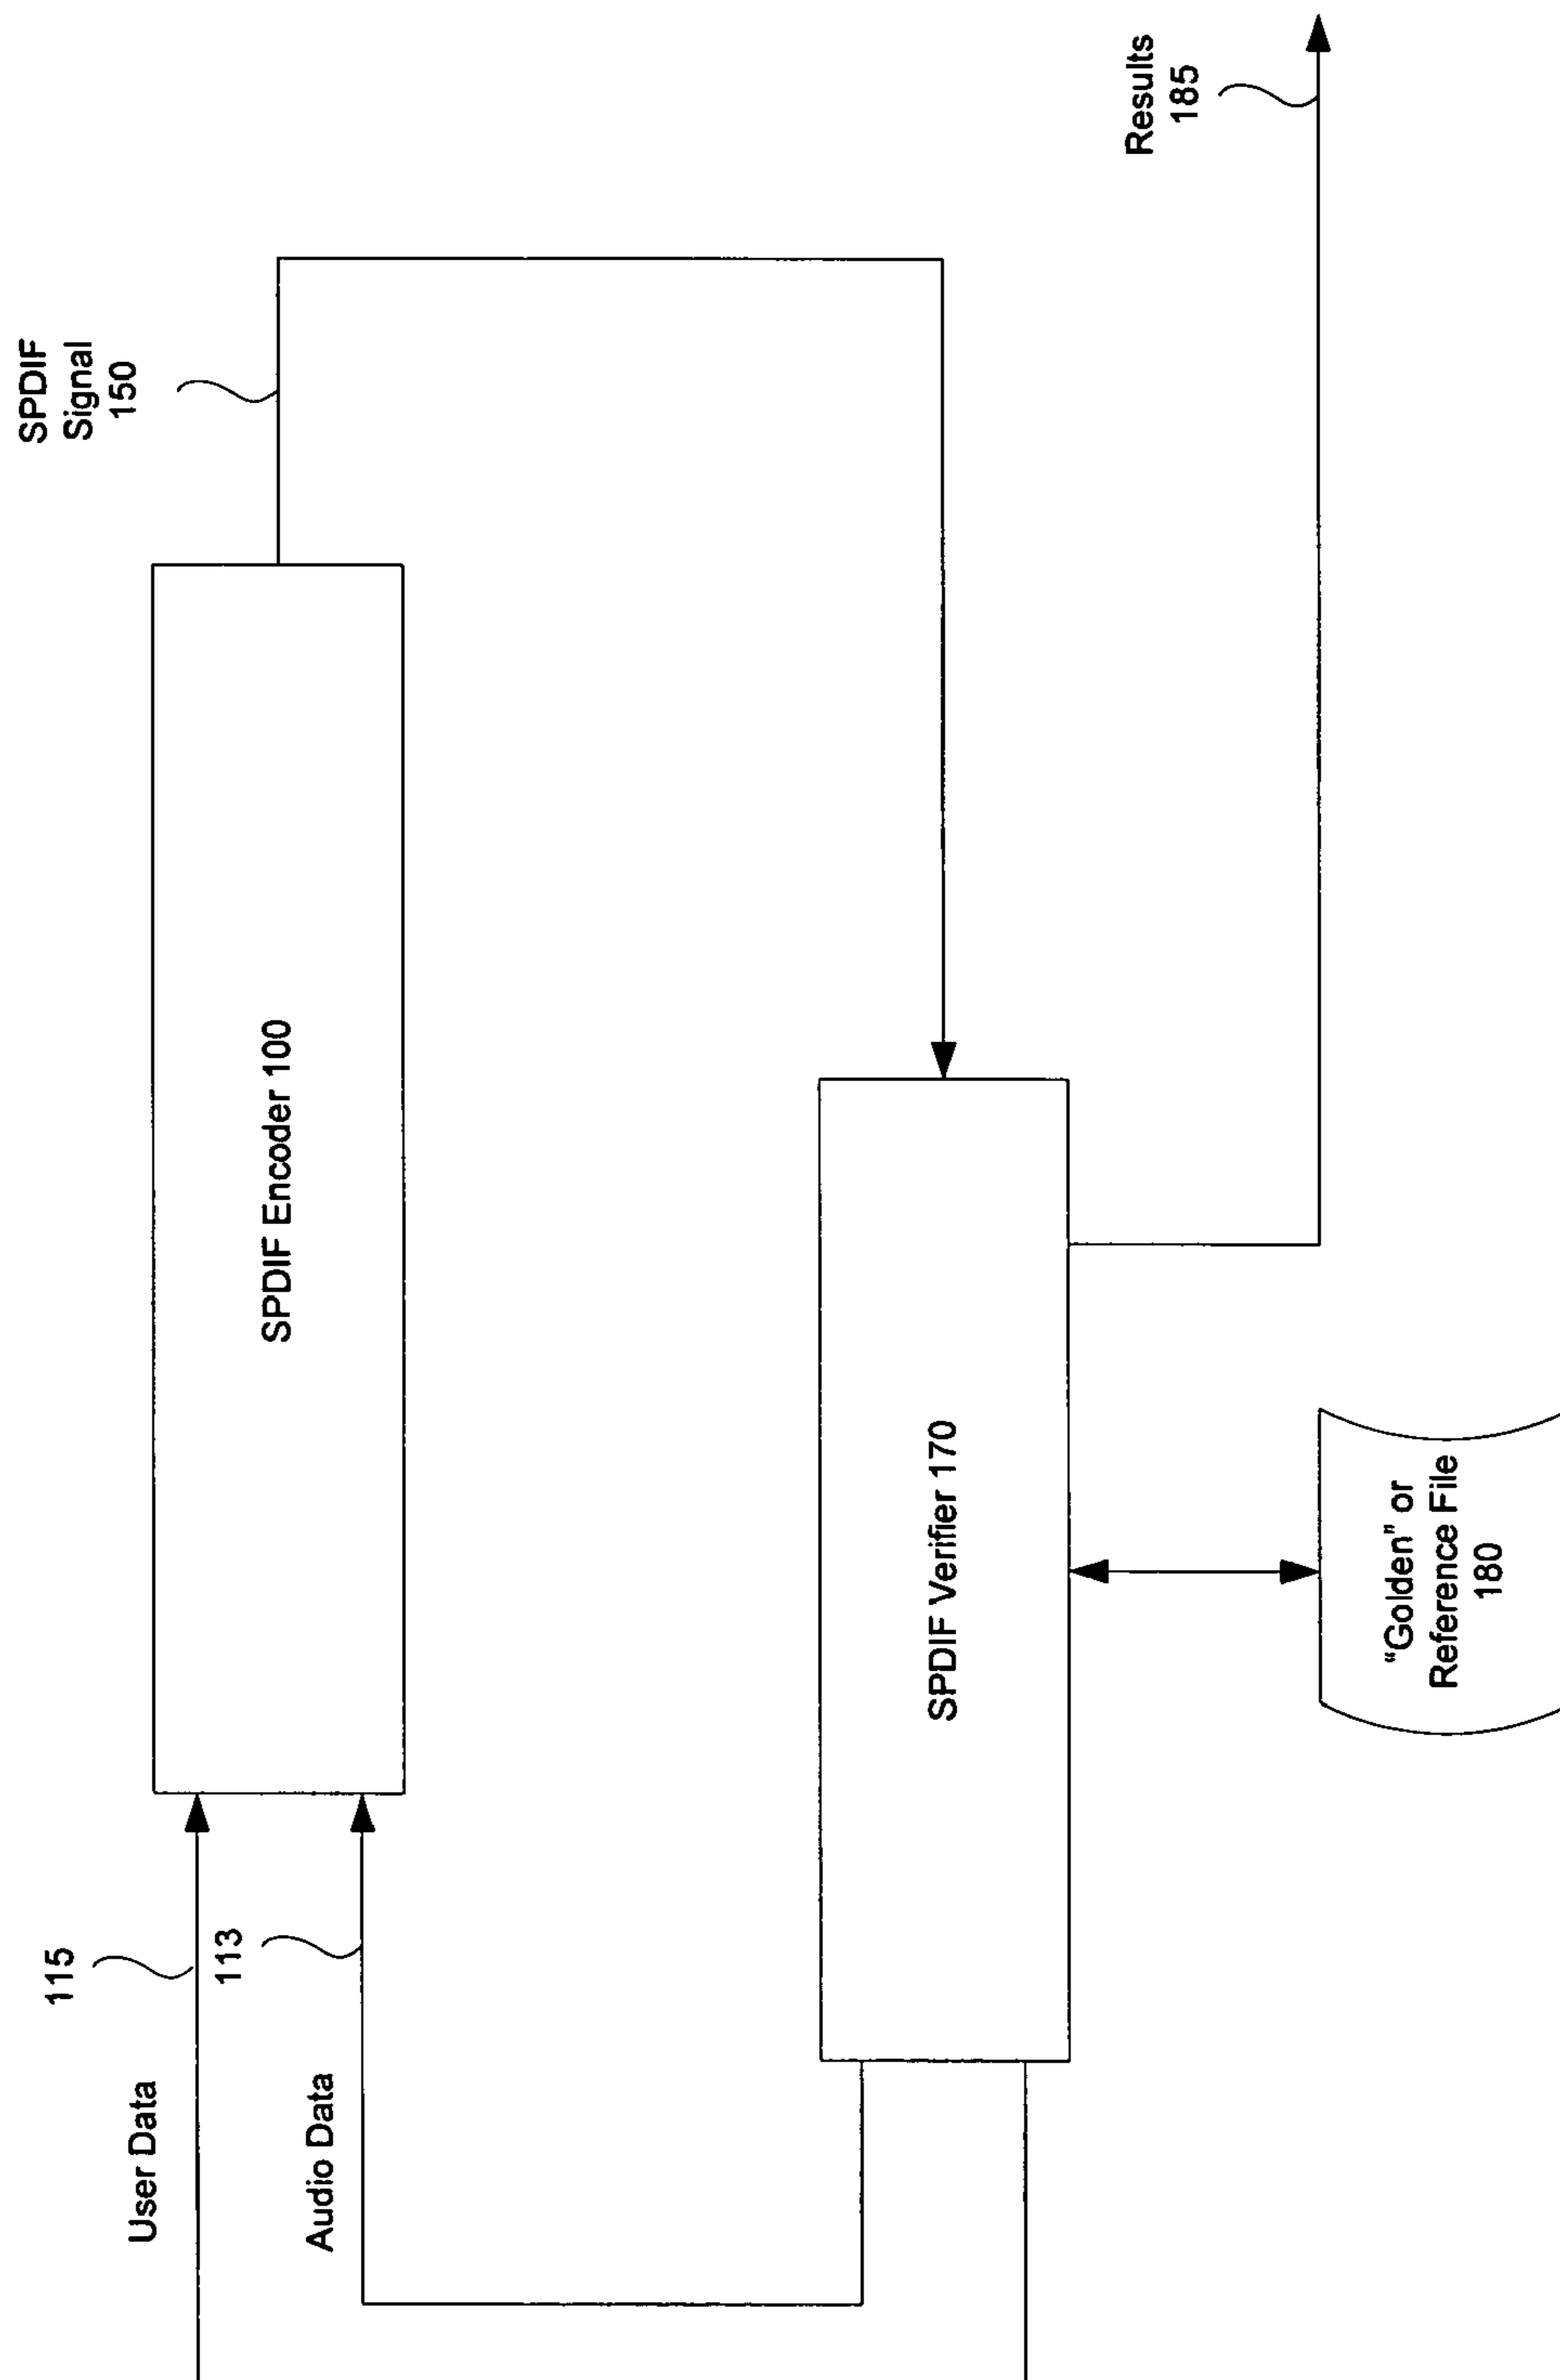 115
User Data
113
Audio Data
SPDIF Encoder 100
SPDIF
Signal
150
SPDIF Verifier 170
“Golden” or
Reference File
180
Results
185